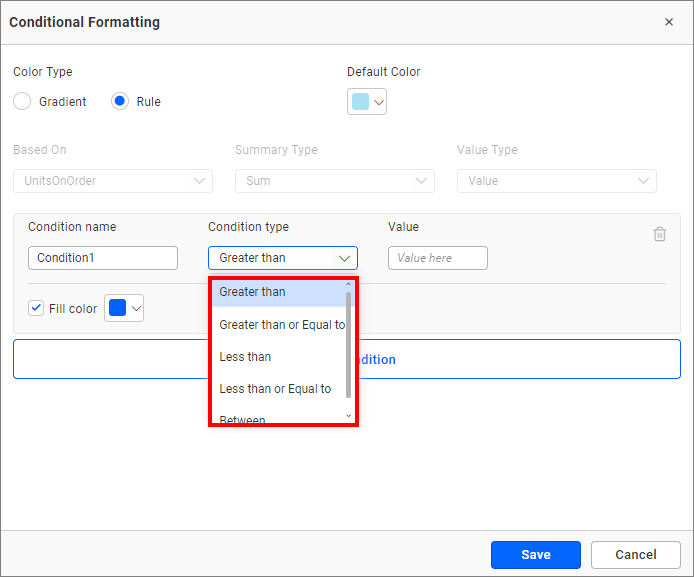 Conditional Formatting
Color Type
Default Color
Gradient
Rule
Based On
Summary Type
Value Type
UnitsOnOrder
Sum
Value
Condition name
Condition type
Value
Condition1
Greater than
Value here
Fill color
Greater than
Greater than or Equal to
Less than
Less than or Equal to
Between
Save
Cancel